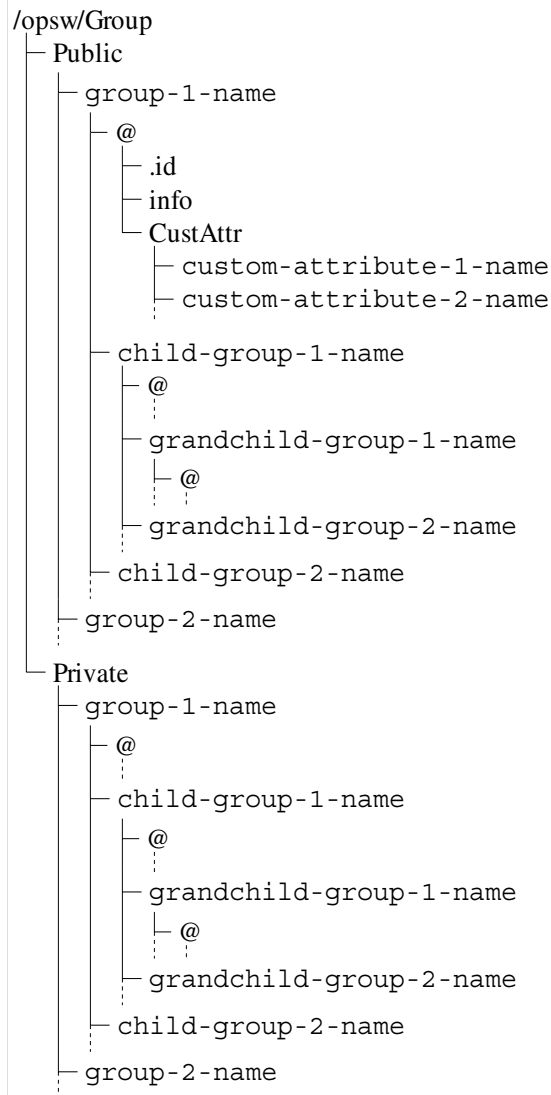 /opsw/Group
Public
group-1-name
@
.id
info
CustAttr
custom-attribute-1-name
custom-attribute-2-name
child-group-1-name
@
grandchild-group-1-name
@
grandchild-group-2-name
child-group-2-name
group-2-name
Private
group-1-name
@
child-group-1-name
@
grandchild-group-1-name
@
grandchild-group-2-name
child-group-2-name
group-2-name